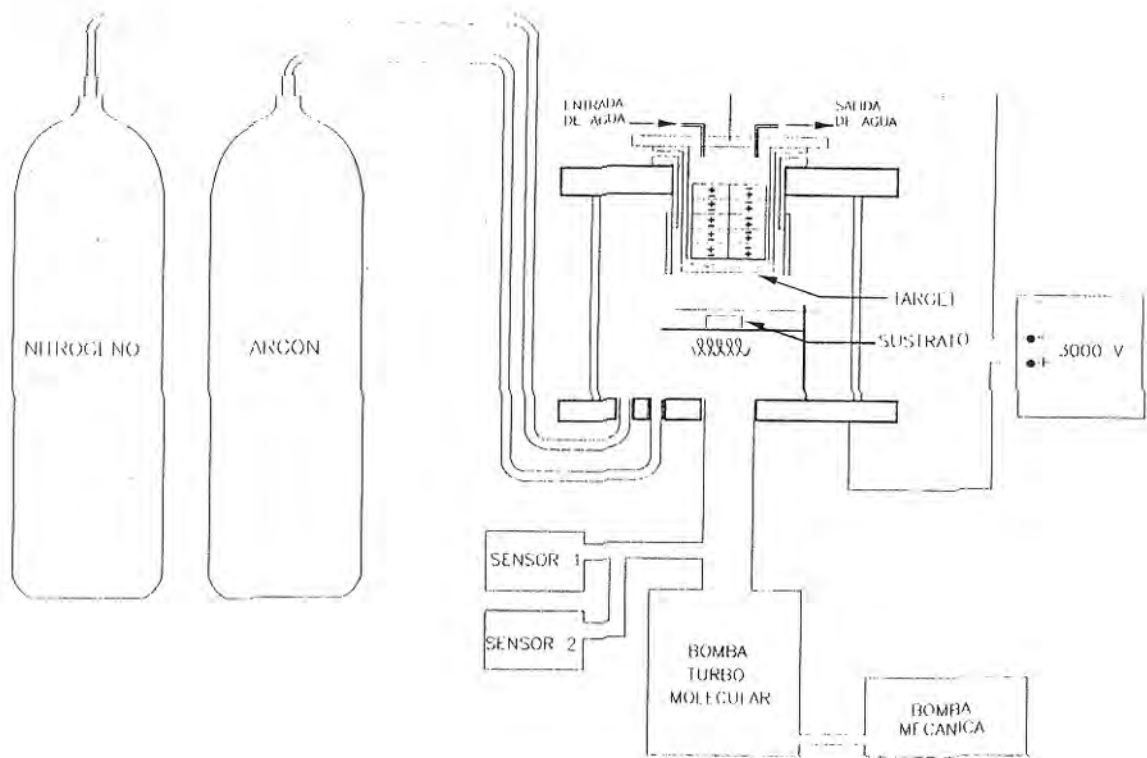 ENTRADA
DE AGUA
SALIDA
DE AGUA
TARGET
SUSTRATO
NITROGENO
ARGON
3000 V
SENSOR 1
SENSOR 2
BOMBA
TURBO
MOLECULAR
BOMBA
MECANICA